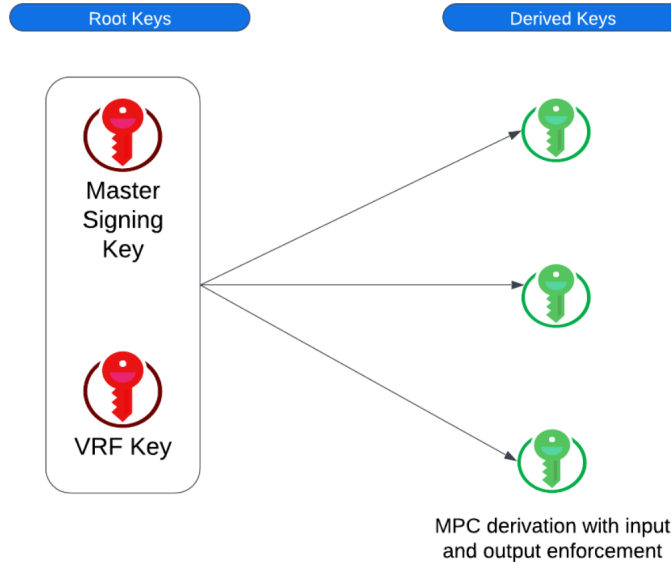 Root Keys
Derived Keys
Master
Signing
Key
VRF Key
MPC derivation with input
and output enforcement